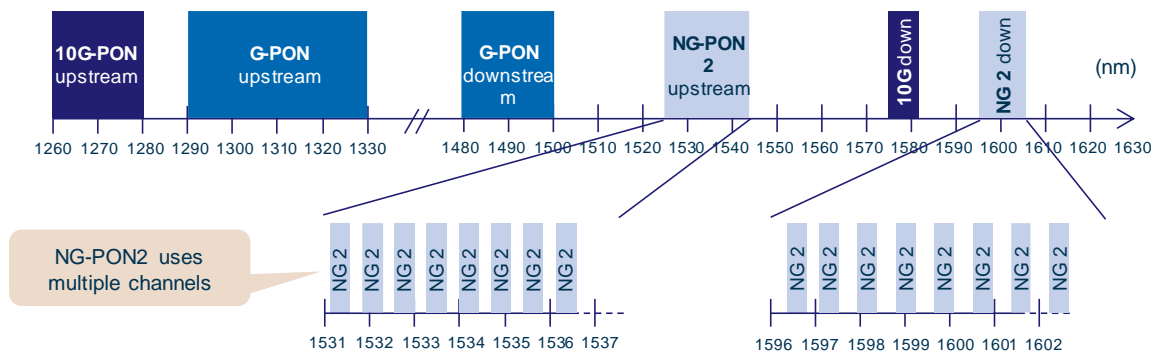 10G-PON
upstream
G-PON
upstream
G-PON
downstrea
m
NG-PON
2
upstream
10G down
NG 2 down
(nm)
1260 1270 1280 1290 1300 1310 1320 1330 1480 1490 1500 1510 1520 1530 1540 1550 1560 1570 1580 1590 1600 1610 1620 1630
NG-PON2 uses
multiple channels
NG 2 NG 2 NG 2 NG 2 NG 2 NG 2 NG 2 NG 2
NG 2 NG 2 NG 2 NG 2 NG 2 NG 2 NG 2 NG 2
1531 1532 1533 1534 1535 1536 1537
1596 1597 1598 1599 1600 1601 1602